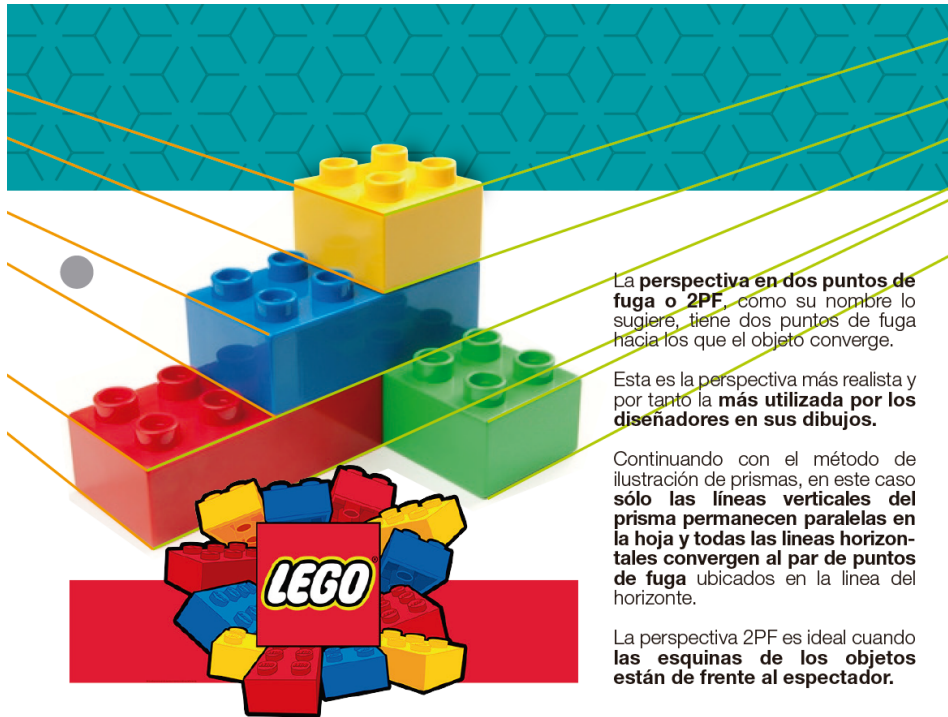 La perspectiva en dos puntos de
fuga o 2PF, como su nombre lo
sugiere, tiene dos puntos de fuga
hacia los que el objeto converge.
Esta es la perspectiva más realista y
por tanto la más utilizada por los
diseñadores en sus dibujos.
Continuando con el método de
ilustración de prismas, en este caso
sólo las líneas verticales del
prisma permanecen paralelas en
la hoja y todas las lineas horizon-
tales convergen al par de puntos
de fuga ubicados en la linea del
horizonte.
La perspectiva 2PF es ideal cuando
las esquinas de los objetos
están de frente al espectador.
LEGO®